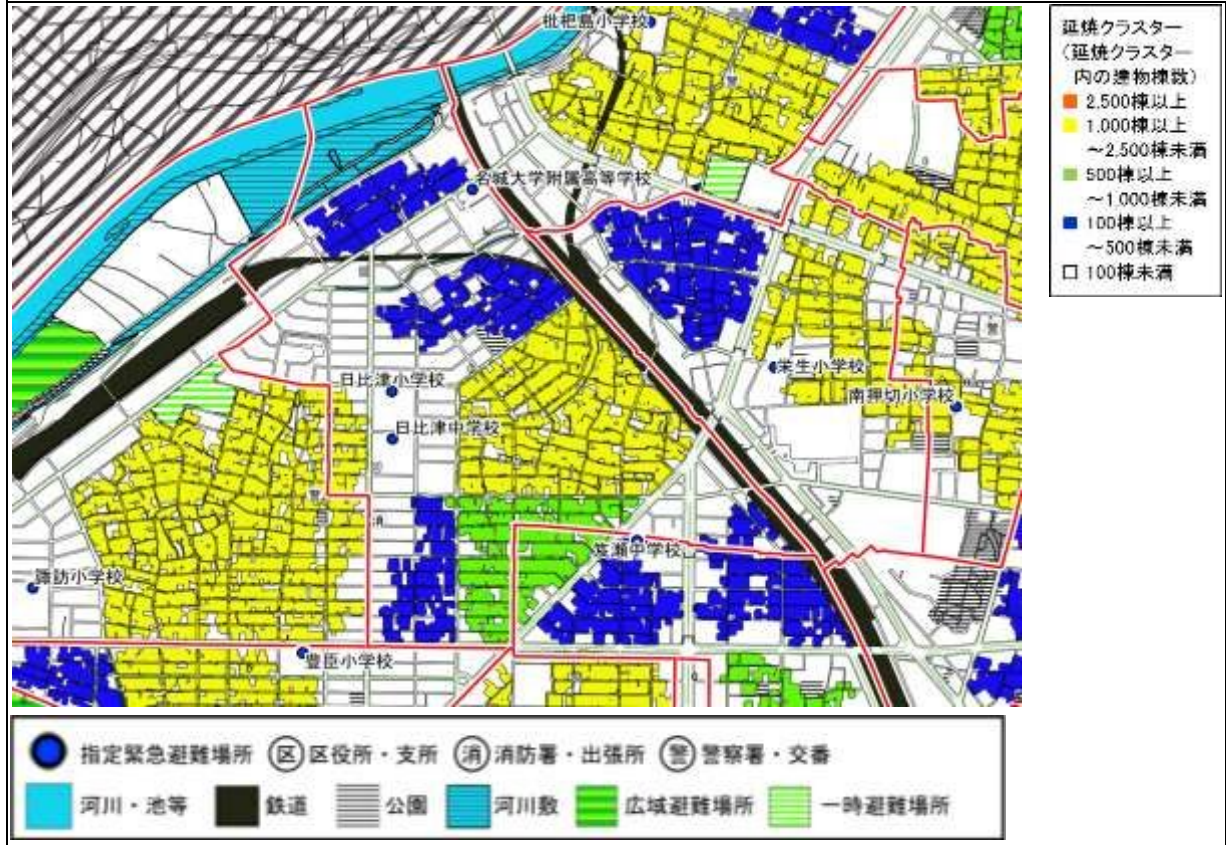 枇杷島小学校
名城大学附属高等学校
日比津小学校
栄生小学校
南押切小学校
日比津中学校
笈瀬中学校
諏訪小学校
豊臣小学校
警
消
延焼クラスター
(延焼クラスター
内の建物棟数)
2,500棟以上
1,000棟以上
～2,500棟未満
500棟以上
～1,000棟未満
100棟以上
～500棟未満
100棟未満
指定緊急避難場所 区 区役所・支所 消 消防署・出張所 警 警察署・交番
河川・池等 鉄道 公園 河川敷 広域避難場所 一時避難場所